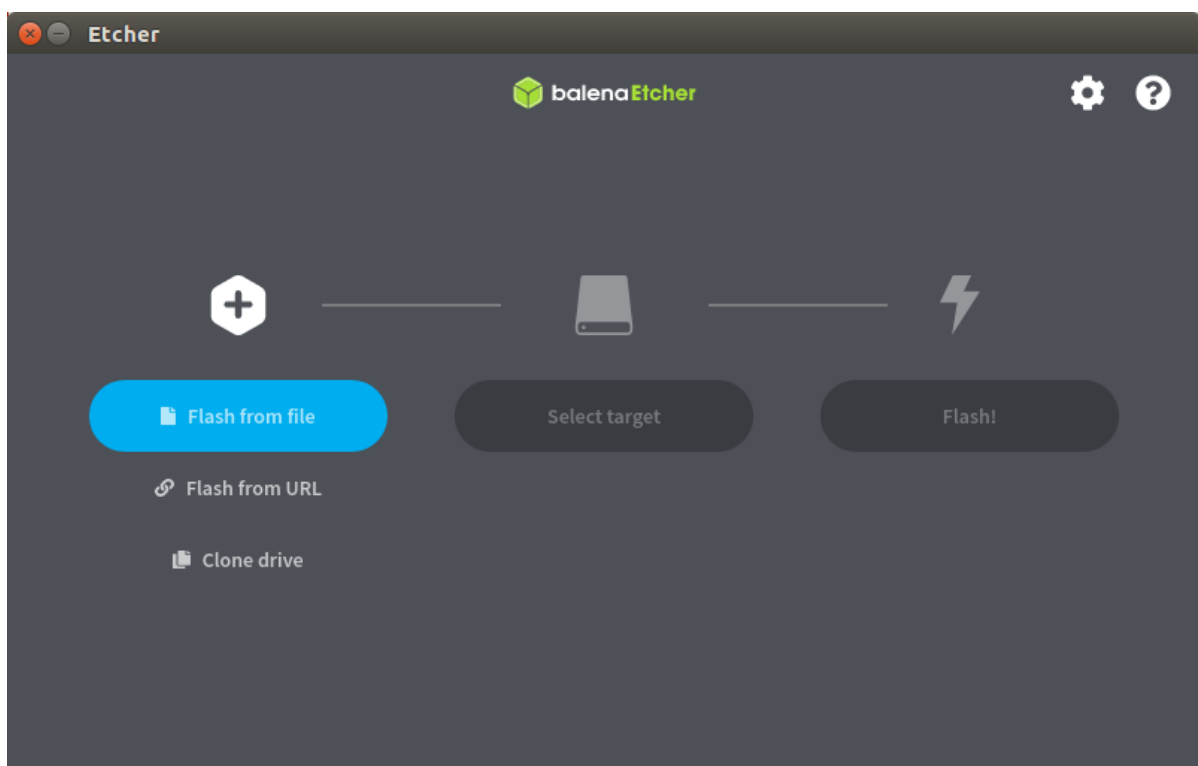 Etcher
balenaEtcher
Flash from file
Select target
Flash!
Flash from URL
Clone drive